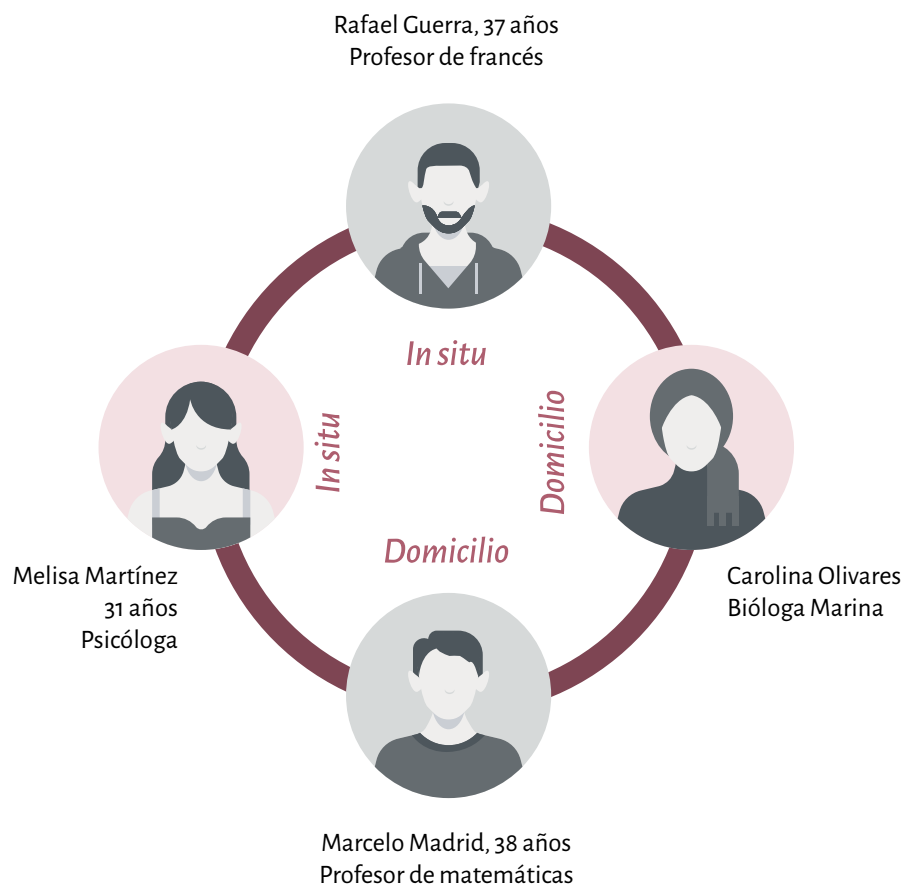 Rafael Guerra, 37 años
Profesor de francés
In situ
In situ
Domicilio
Domicilio
Melisa Martínez
31 años
Psicóloga
Carolina Olivares
Bióloga Marina
Marcelo Madrid, 38 años
Profesor de matemáticas